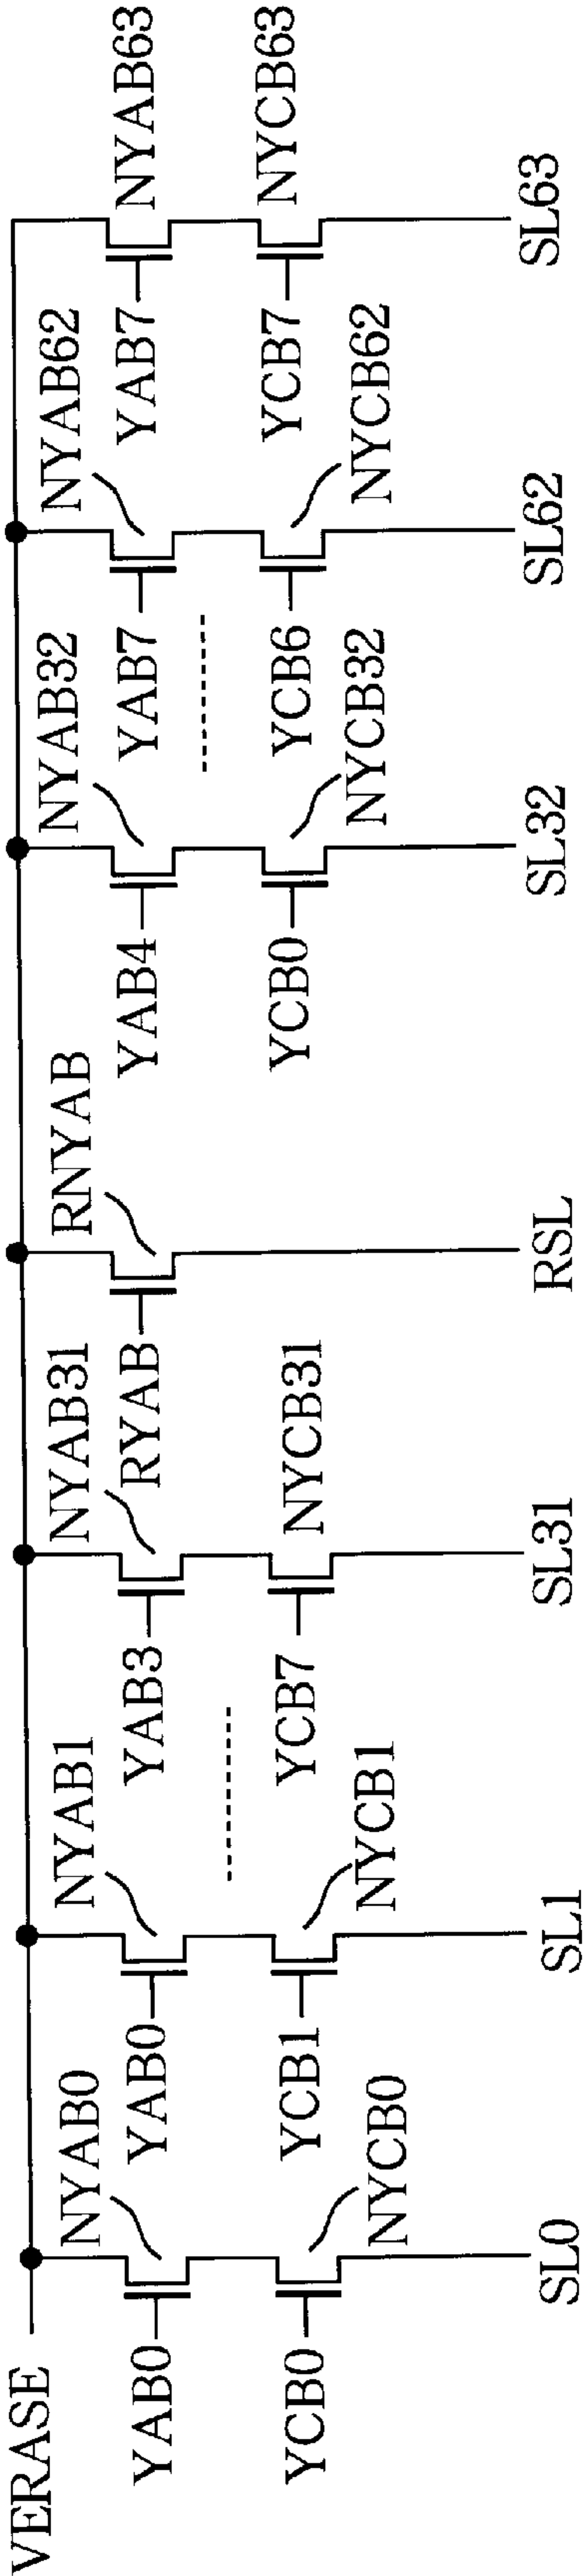 VERASE
NYAB0
NYAB1
NYAB31
RNYAB
NYAB32
NYAB62
NYAB63
YAB0
YAB0
YAB3
RYAB
YAB4
YAB7
YAB7
YCB0
YCB1
YCB7
NYCB31
YCB0
YCB6
YCB7
NYCB63
NYCB0
NYCB1
NYCB32
NYCB62
SL0
SL1
SL31
RSL
SL32
SL62
SL63